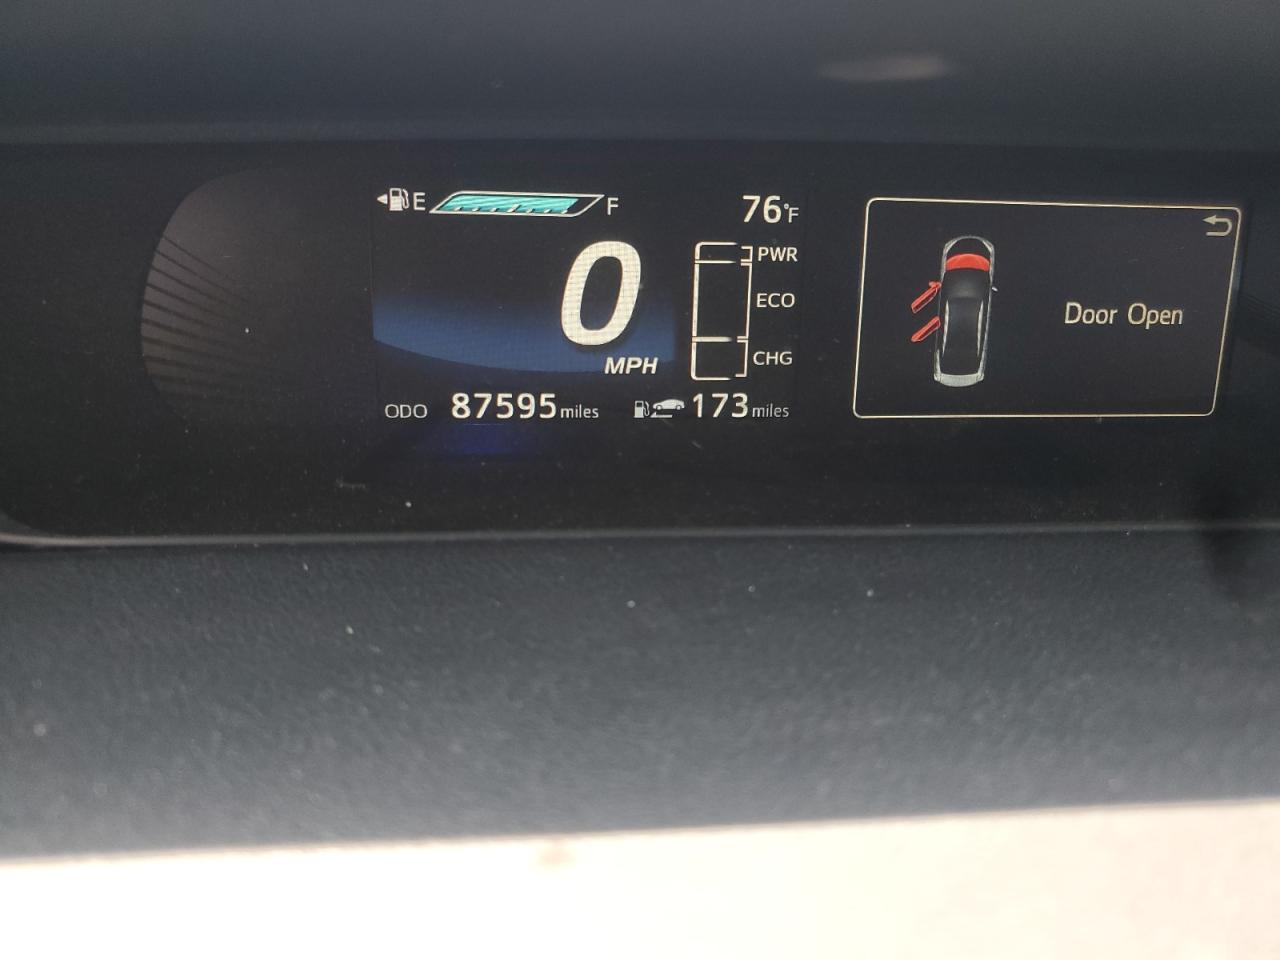 E F 76°F
PWR
0 ECO Door Open
MPH CHG
ODO 87595 miles 173 miles